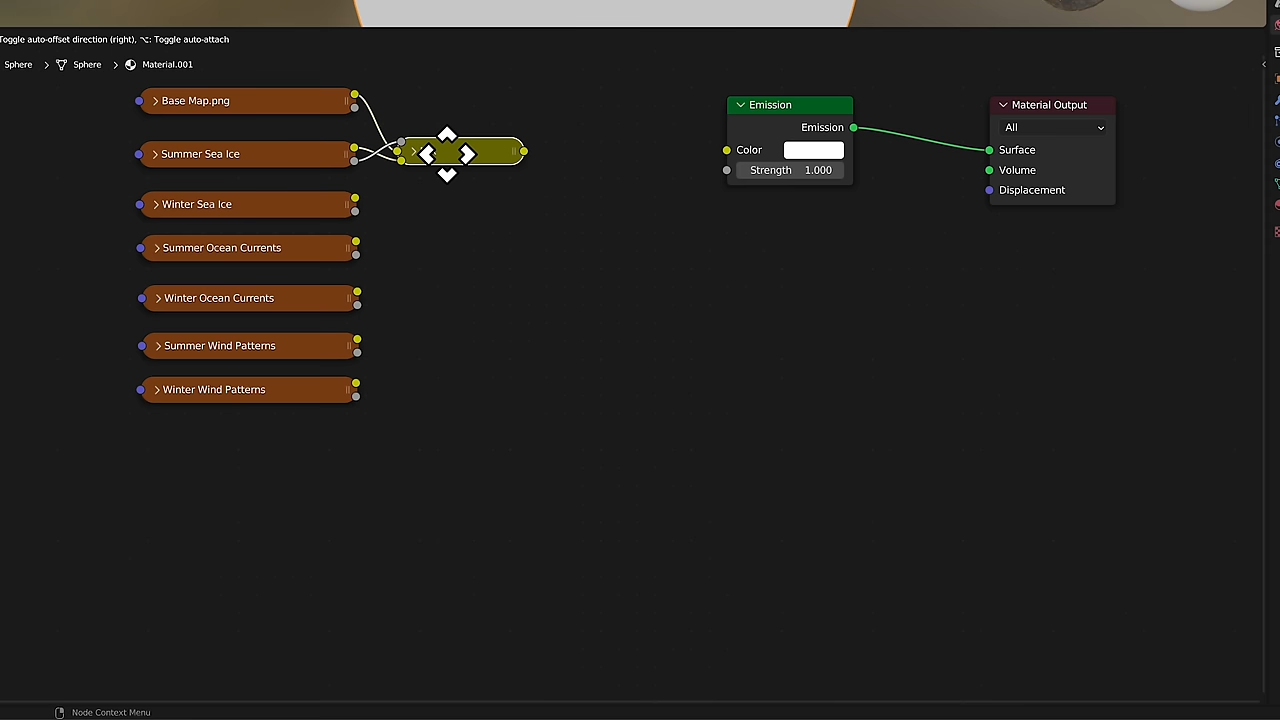 Toggle auto-offset direction (right), ⌥: Toggle auto-attach
Sphere > Sphere > Material.001
Base Map.png
Summer Sea Ice
Winter Sea Ice
Summer Ocean Currents
Winter Ocean Currents
Summer Wind Patterns
Winter Wind Patterns
Emission
Emission
Color
Strength 1.000
Material Output
All
Surface
Volume
Displacement
Node Context Menu